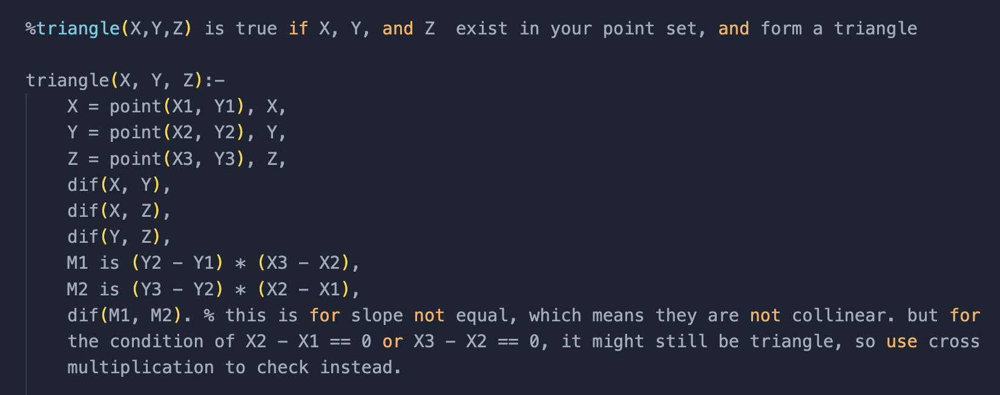 %triangle(X,Y,Z) is true if X, Y, and Z  exist in your point set, and form a triangle
triangle(X, Y, Z):-
X = point(X1, Y1), X,
Y = point(X2, Y2), Y,
Z = point(X3, Y3), Z,
dif(X, Y),
dif(X, Z),
dif(Y, Z),
M1 is (Y2 - Y1) * (X3 - X2),
M2 is (Y3 - Y2) * (X2 - X1),
dif(M1, M2). % this is for slope not equal, which means they are not collinear. but for
the condition of X2 - X1 == 0 or X3 - X2 == 0, it might still be triangle, so use cross
multiplication to check instead.